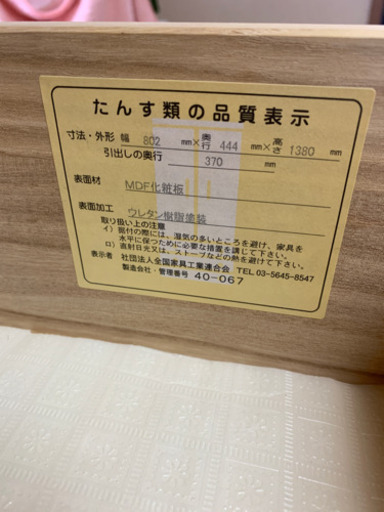 たんす類の品質表示
寸法・外形 幅 802 mm×奥行 444 mm×高さ 1380 mm
引出しの奥行 370 mm
表面材 MDF化粧板
表面加工 ウレタン樹脂塗装
取り扱い上の注意
イ）据付の際には、湿気の多いところを避け、家具を
水平に保つために必要な措置を講じて下さい。
ロ）直射日光又は、ストーブなどの熱を避けて下さい。
表示者 社団法人全国家具工業連合会 TEL 03-5645-8547
製造会社・管理番号 40-067